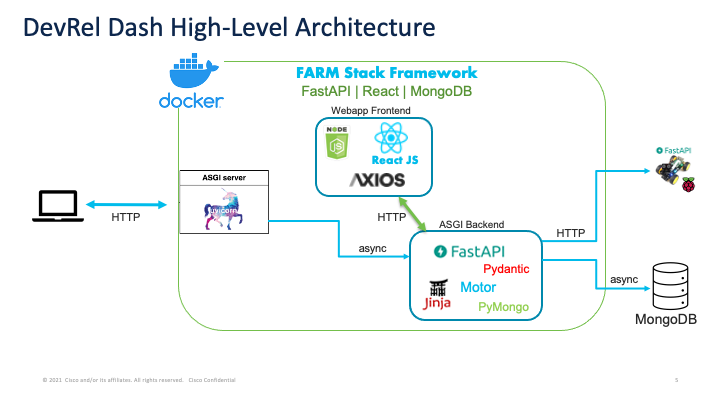 DevRel Dash High-Level Architecture
docker
FARM Stack Framework
FastAPI | React | MongoDB
Webapp Frontend
NODE
JS
React JS
AXIOS
ASGI server
UVICORN
HTTP
HTTP
ASGI Backend
async
FastAPI
Pydantic
Motor
Jinja
PyMongo
HTTP
FastAPI
async
MongoDB
© 2021 Cisco and/or its affiliates. All rights reserved. Cisco Confidential
5